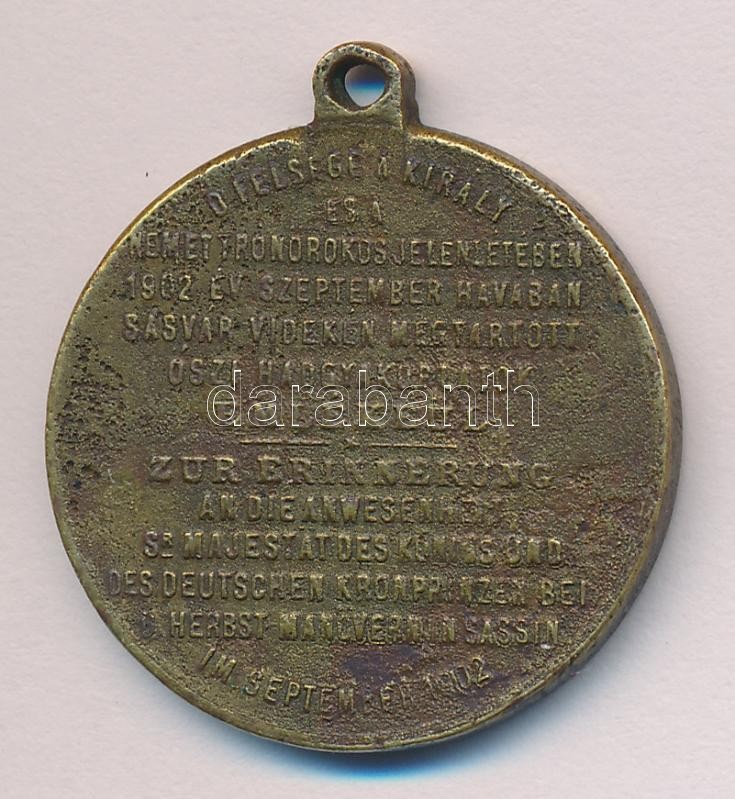 Ő FELSÉGE A KIRÁLY
ÉS A
NÉMET TRÓNÖRÖKÖS JELENLÉTÉBEN
1902 ÉV SZEPTEMBER HAVÁBAN
SASVÁR VIDÉKÉN MEGTARTOTT
ŐSZI
darabanth
ZUR ERINNERUNG
AN DIE ANWESENHEIT
SR MAJESTÄT DES KÖNIGS UND
DES DEUTSCHEN KRONPRINZEN BEI
HERBST-MANÖVERN IN SASSIN
IM SEPTEMBER 1902